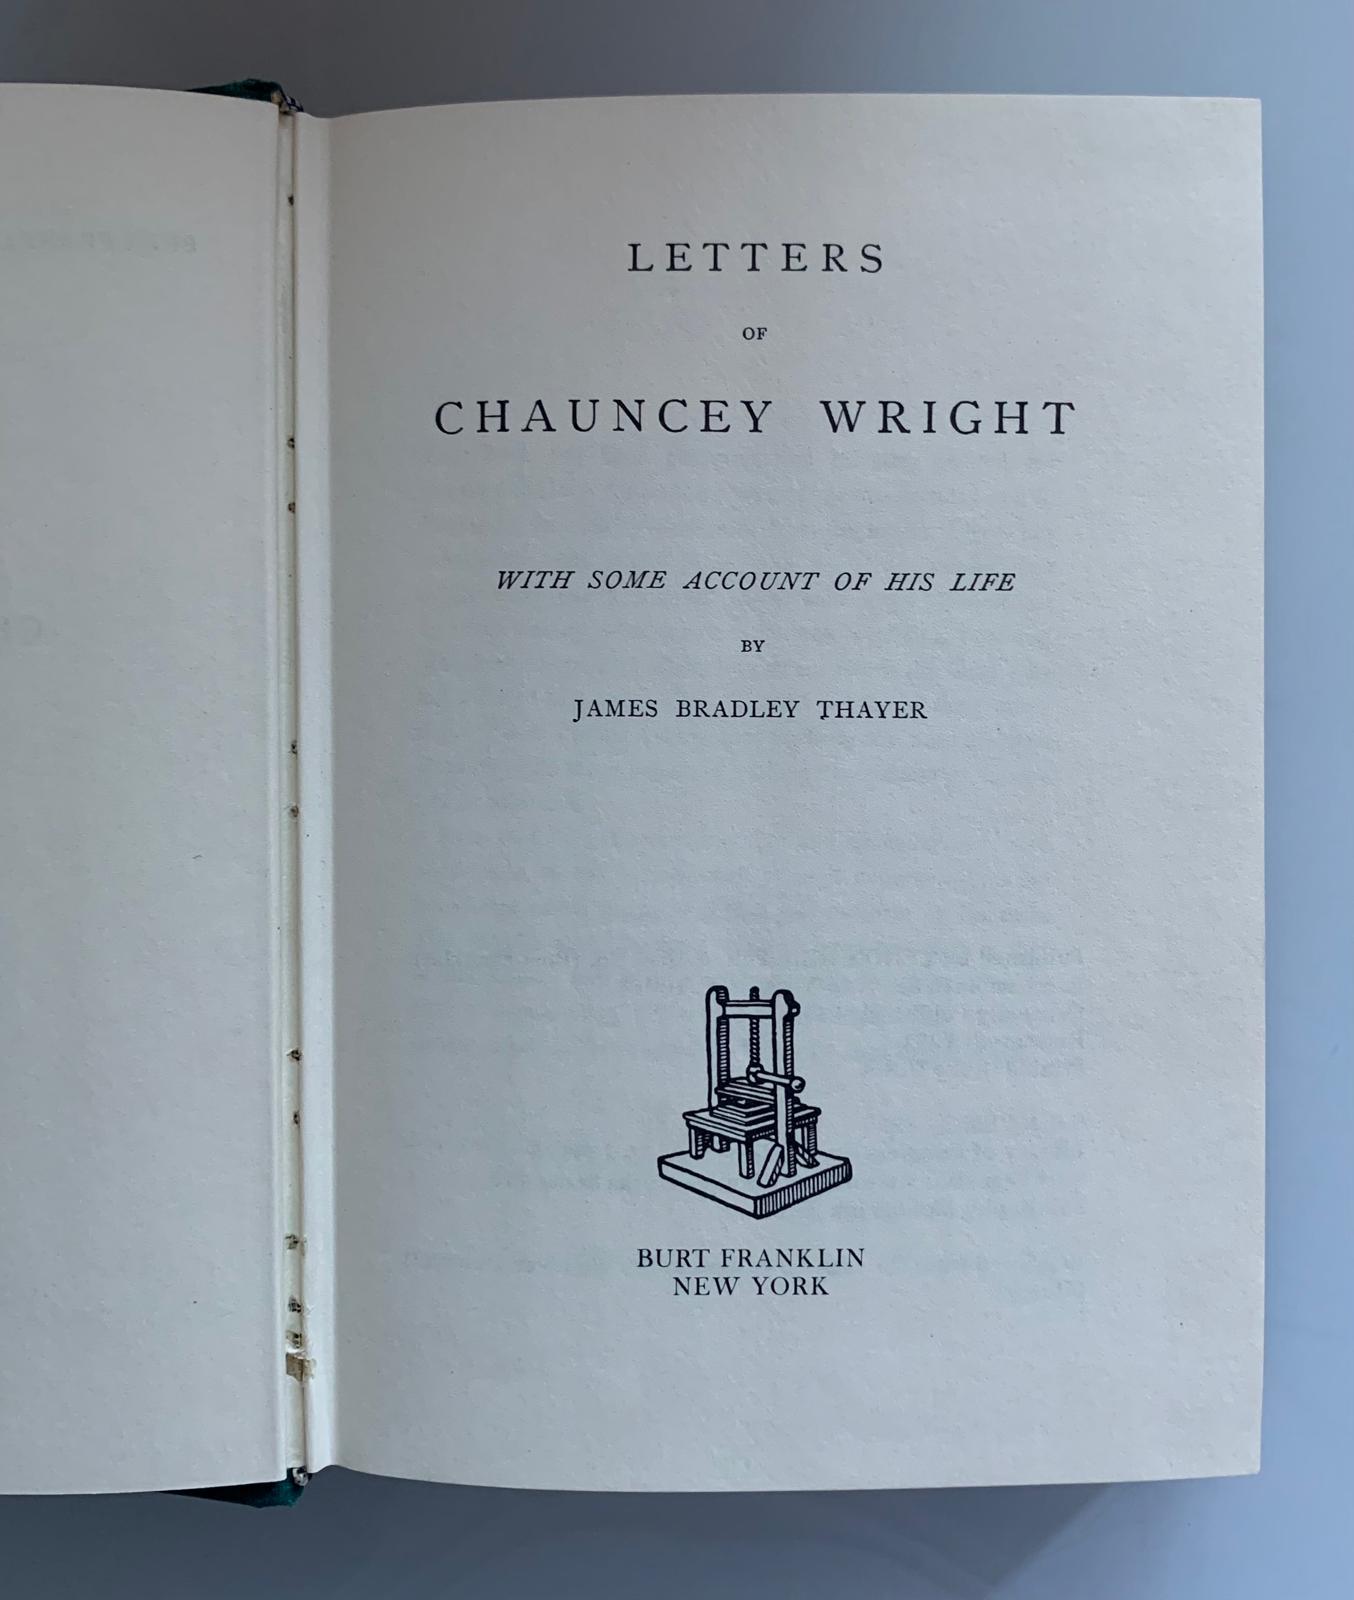 LETTERS
OF
CHAUNCEY WRIGHT
WITH SOME ACCOUNT OF HIS LIFE
BY
JAMES BRADLEY THAYER
BURT FRANKLIN
NEW YORK